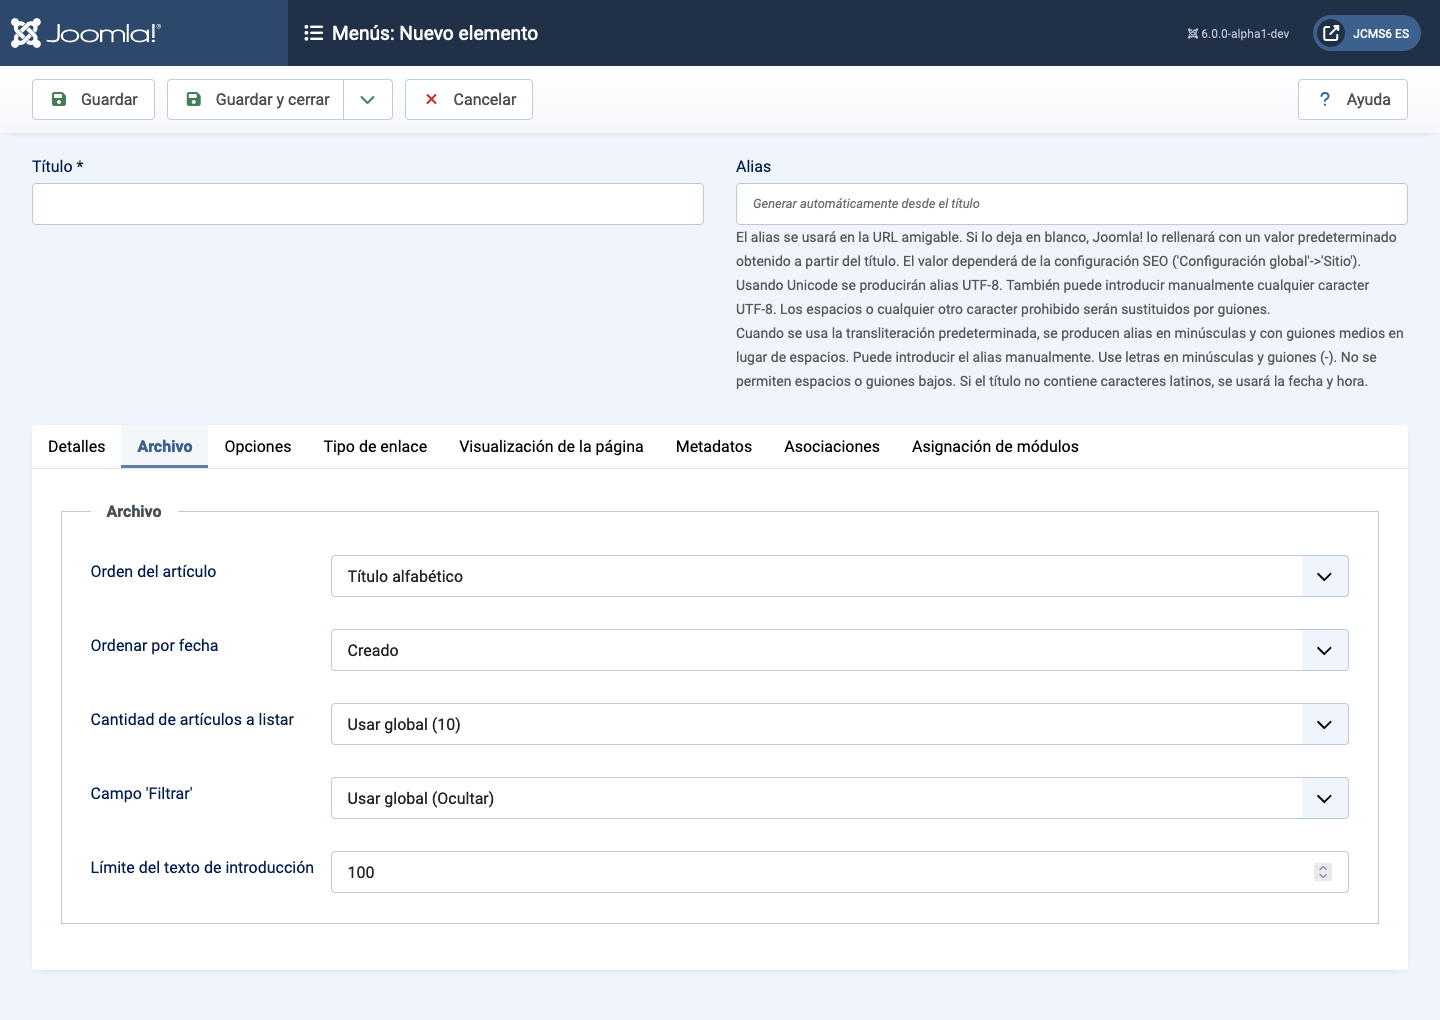 Joomla!®
Menús: Nuevo elemento
6.0.0-alpha1-dev
JCMS6 ES
Guardar
Guardar y cerrar
Cancelar
? Ayuda
Título *
Alias
Generar automáticamente desde el título
El alias se usará en la URL amigable. Si lo deja en blanco, Joomla! lo rellenará con un valor predeterminado
obtenido a partir del título. El valor dependerá de la configuración SEO ('Configuración global'->'Sitio').
Usando Unicode se producirán alias UTF-8. También puede introducir manualmente cualquier caracter
UTF-8. Los espacios o cualquier otro caracter prohibido serán sustituidos por guiones.
Cuando se usa la transliteración predeterminada, se producen alias en minúsculas y con guiones medios en
lugar de espacios. Puede introducir el alias manualmente. Use letras en minúsculas y guiones (-). No se
permiten espacios o guiones bajos. Si el título no contiene caracteres latinos, se usará la fecha y hora.
Detalles
Archivo
Opciones
Tipo de enlace
Visualización de la página
Metadatos
Asociaciones
Asignación de módulos
Archivo
Orden del artículo
Título alfabético
Ordenar por fecha
Creado
Cantidad de artículos a listar
Usar global (10)
Campo 'Filtrar'
Usar global (Ocultar)
Límite del texto de introducción
100